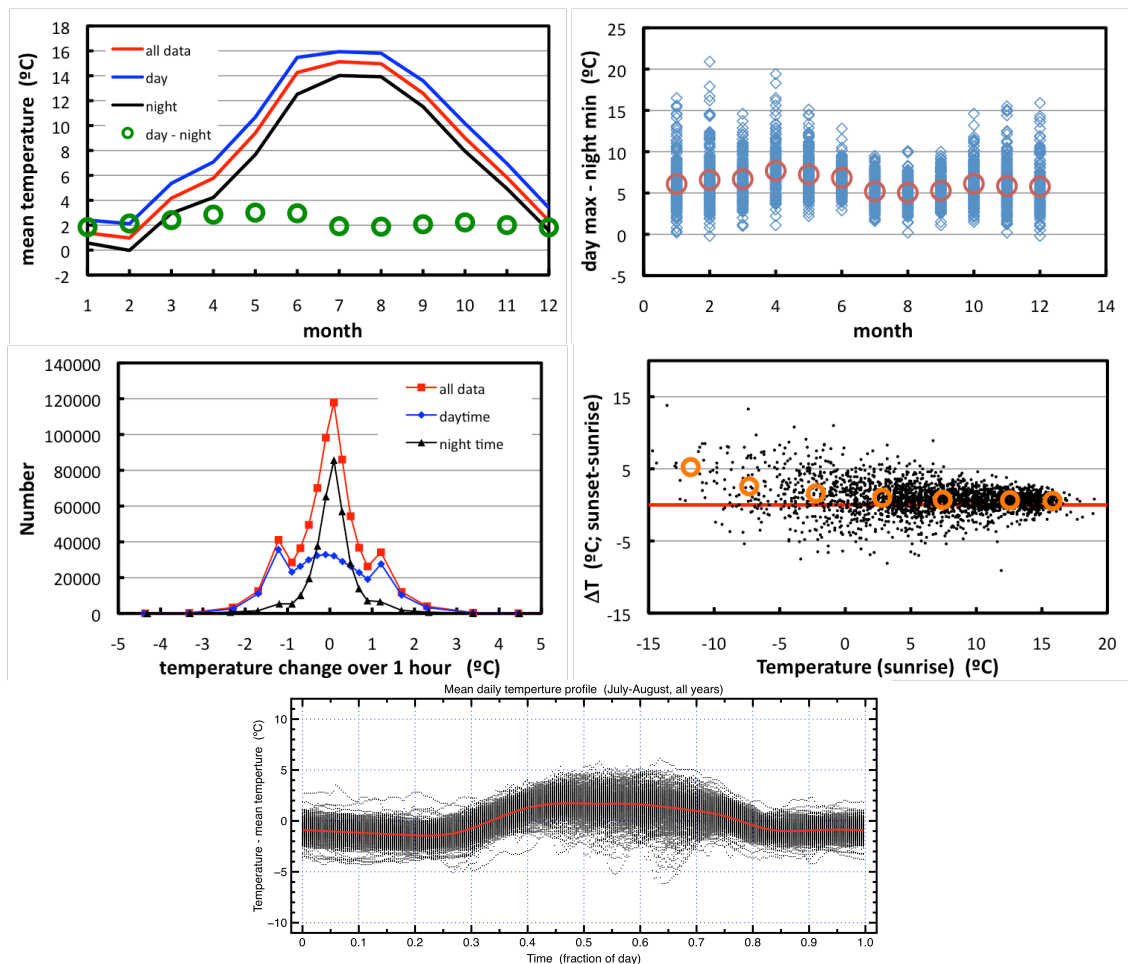 mean temperature (ºC)
18
16
14
12
10
8
6
4
2
0
-2
all data
day
night
day - night
1 2 3 4 5 6 7 8 9 10 11 12
month
day max - night min (ºC)
25
20
15
10
5
0
-5
0 2 4 6 8 10 12 14
month
Number
140000
120000
100000
80000
60000
40000
20000
0
all data
daytime
night time
-5 -4 -3 -2 -1 0 1 2 3 4 5
temperature change over 1 hour (ºC)
ΔT (ºC; sunset-sunrise)
15
5
-5
-15
-15 -10 -5 0 5 10 15 20
Temperature (sunrise) (ºC)
Mean daily temperture profile (July-August, all years)
Temperature - mean temperture (ºC)
10
5
0
−5
−10
0 0.1 0.2 0.3 0.4 0.5 0.6 0.7 0.8 0.9 1.0
Time (fraction of day)